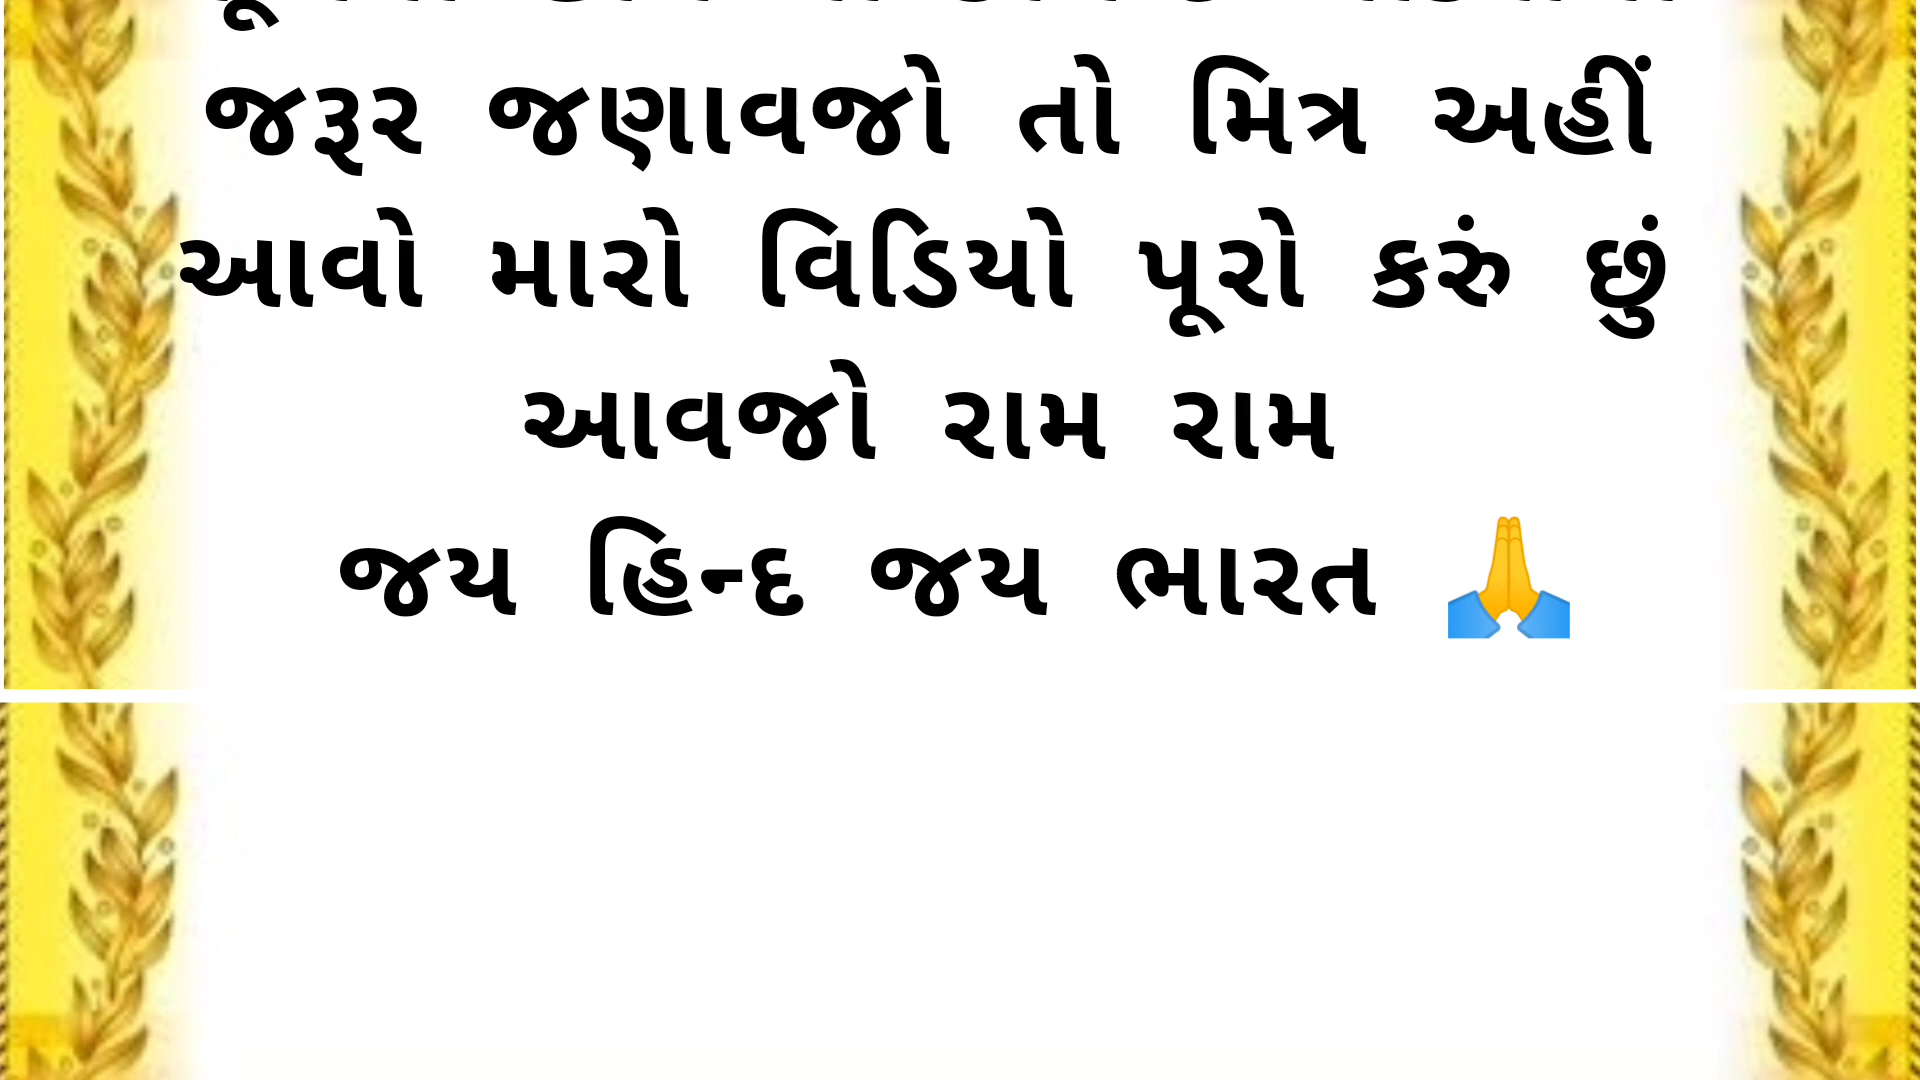 જરૂર જણાવજો તો મિત્ર અહીં
આવો મારો વિડિયો પૂરો કરું છું
આવજો રામ રામ
જય હિન્દ જય ભારત 🙏